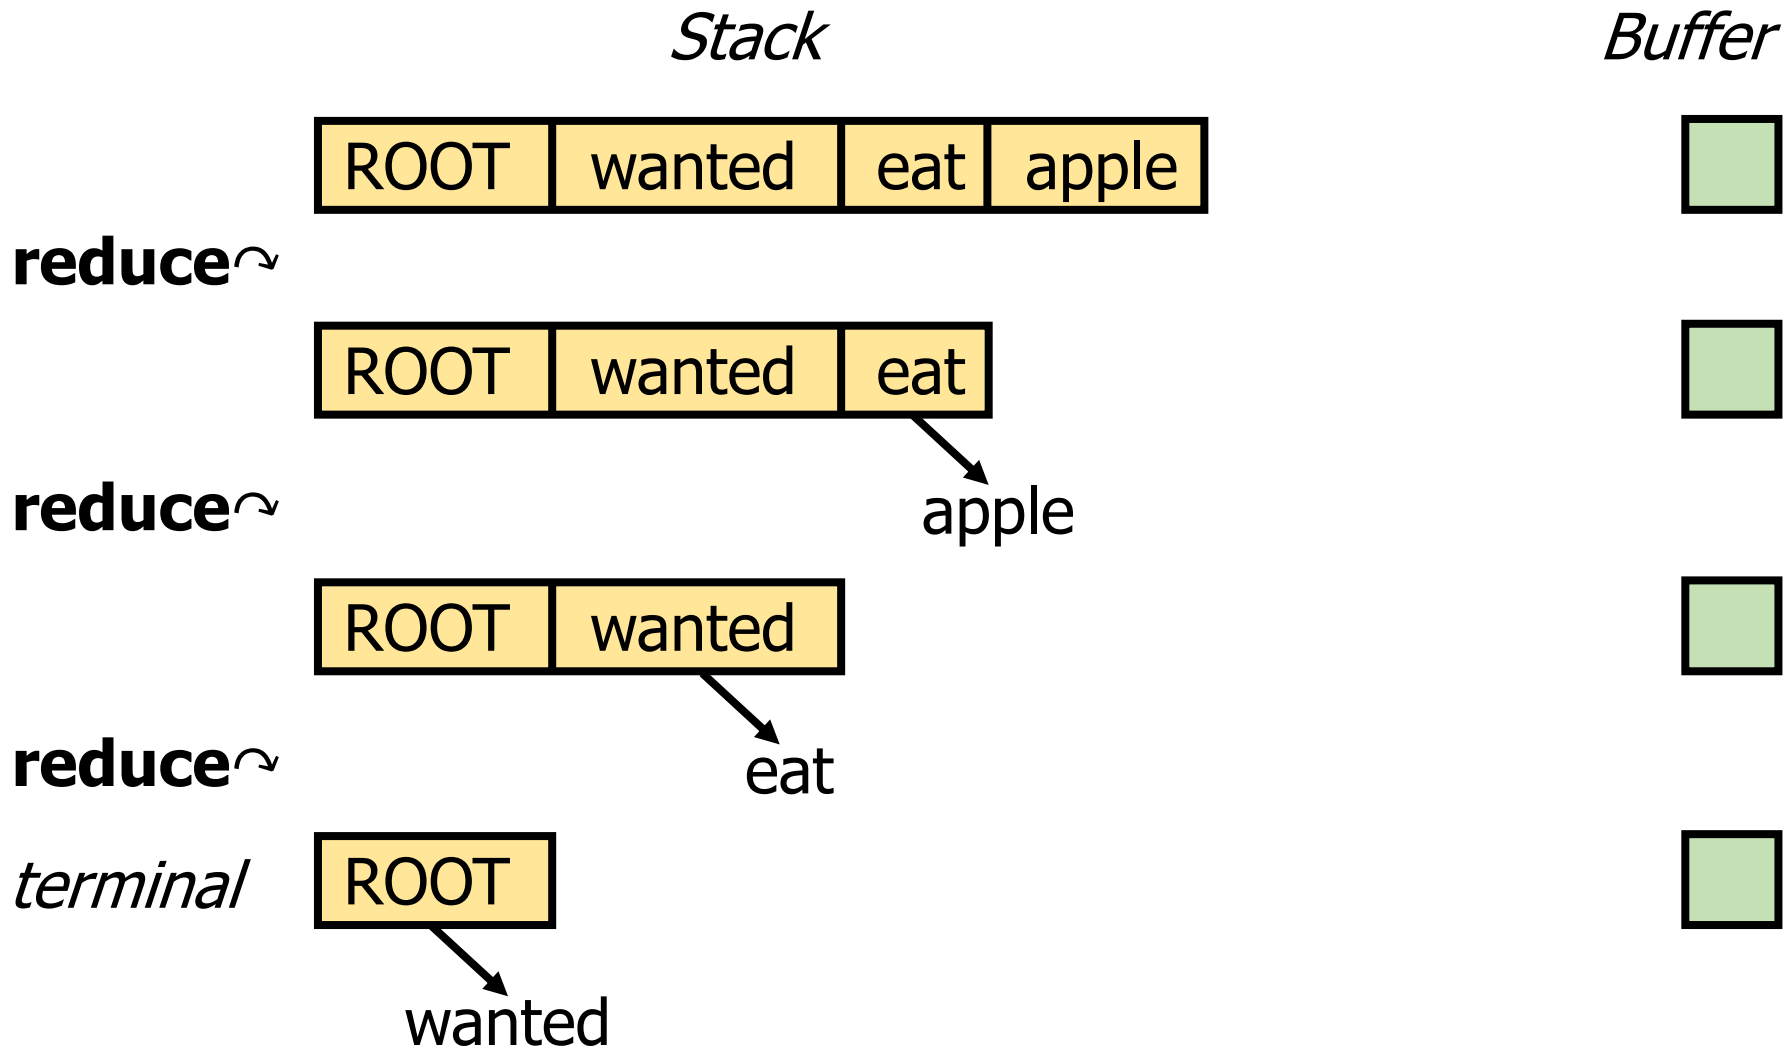 Stack Buffer
ROOT wanted eat apple
reduce↷
ROOT wanted eat
reduce↷ apple
ROOT wanted
reduce↷ eat
terminal ROOT
wanted